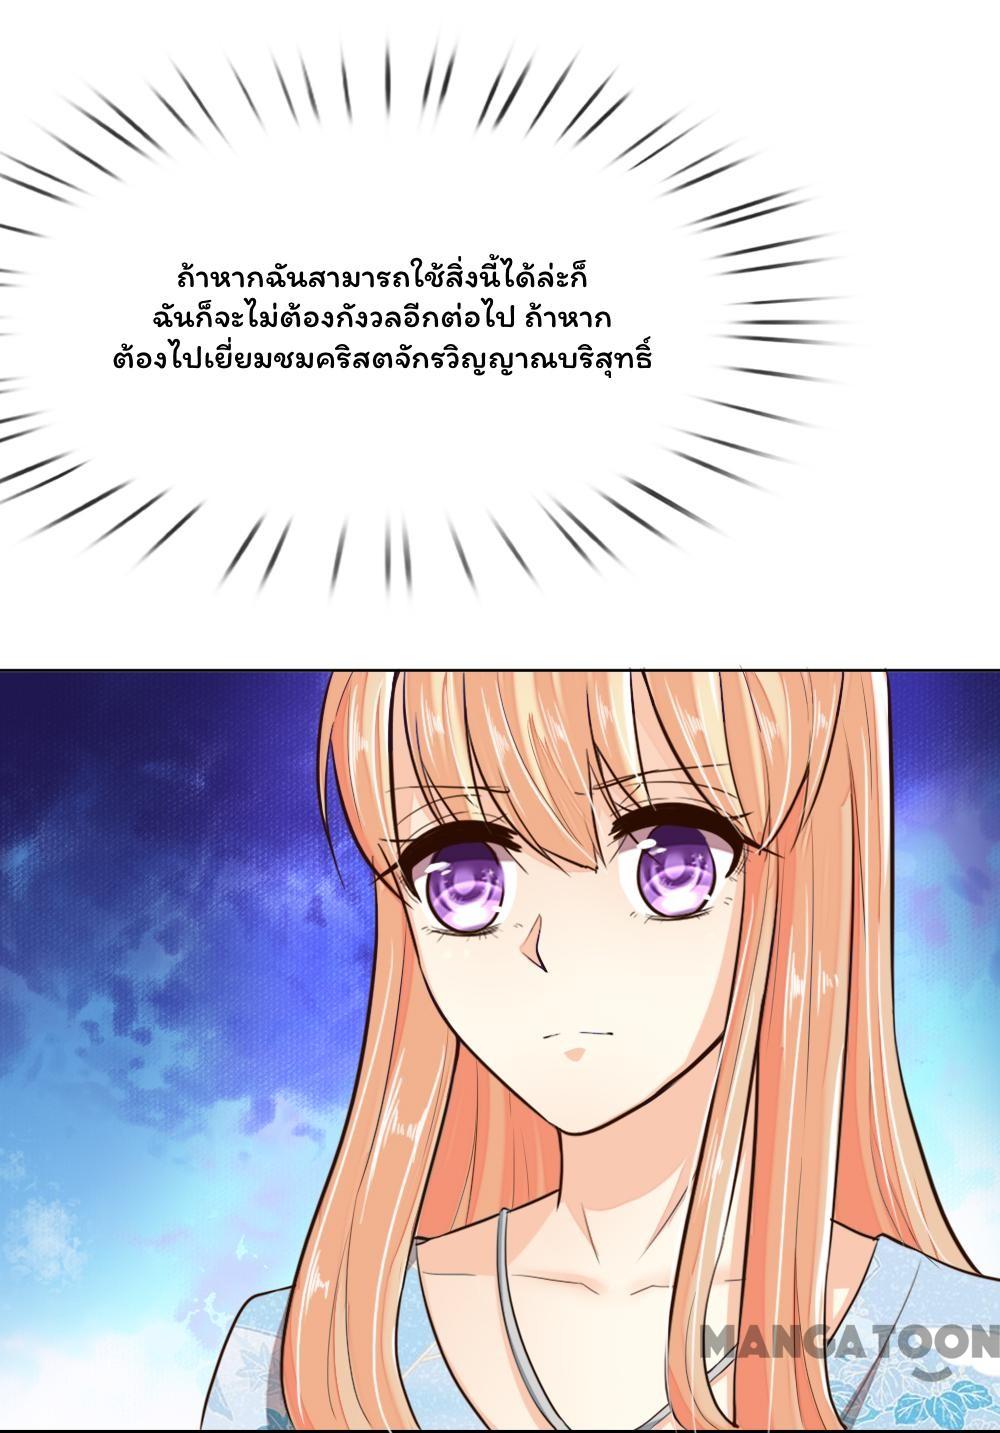 ถ้าหากฉันสามารถใช้สิ่งนี้ได้ล่ะก็
ฉันก็จะไม่ต้องกังวลอีกต่อไป ถ้าหาก
ต้องไปเยี่ยมชมคริสตจักรวิญญาณบริสุทธิ์
MANGATOON